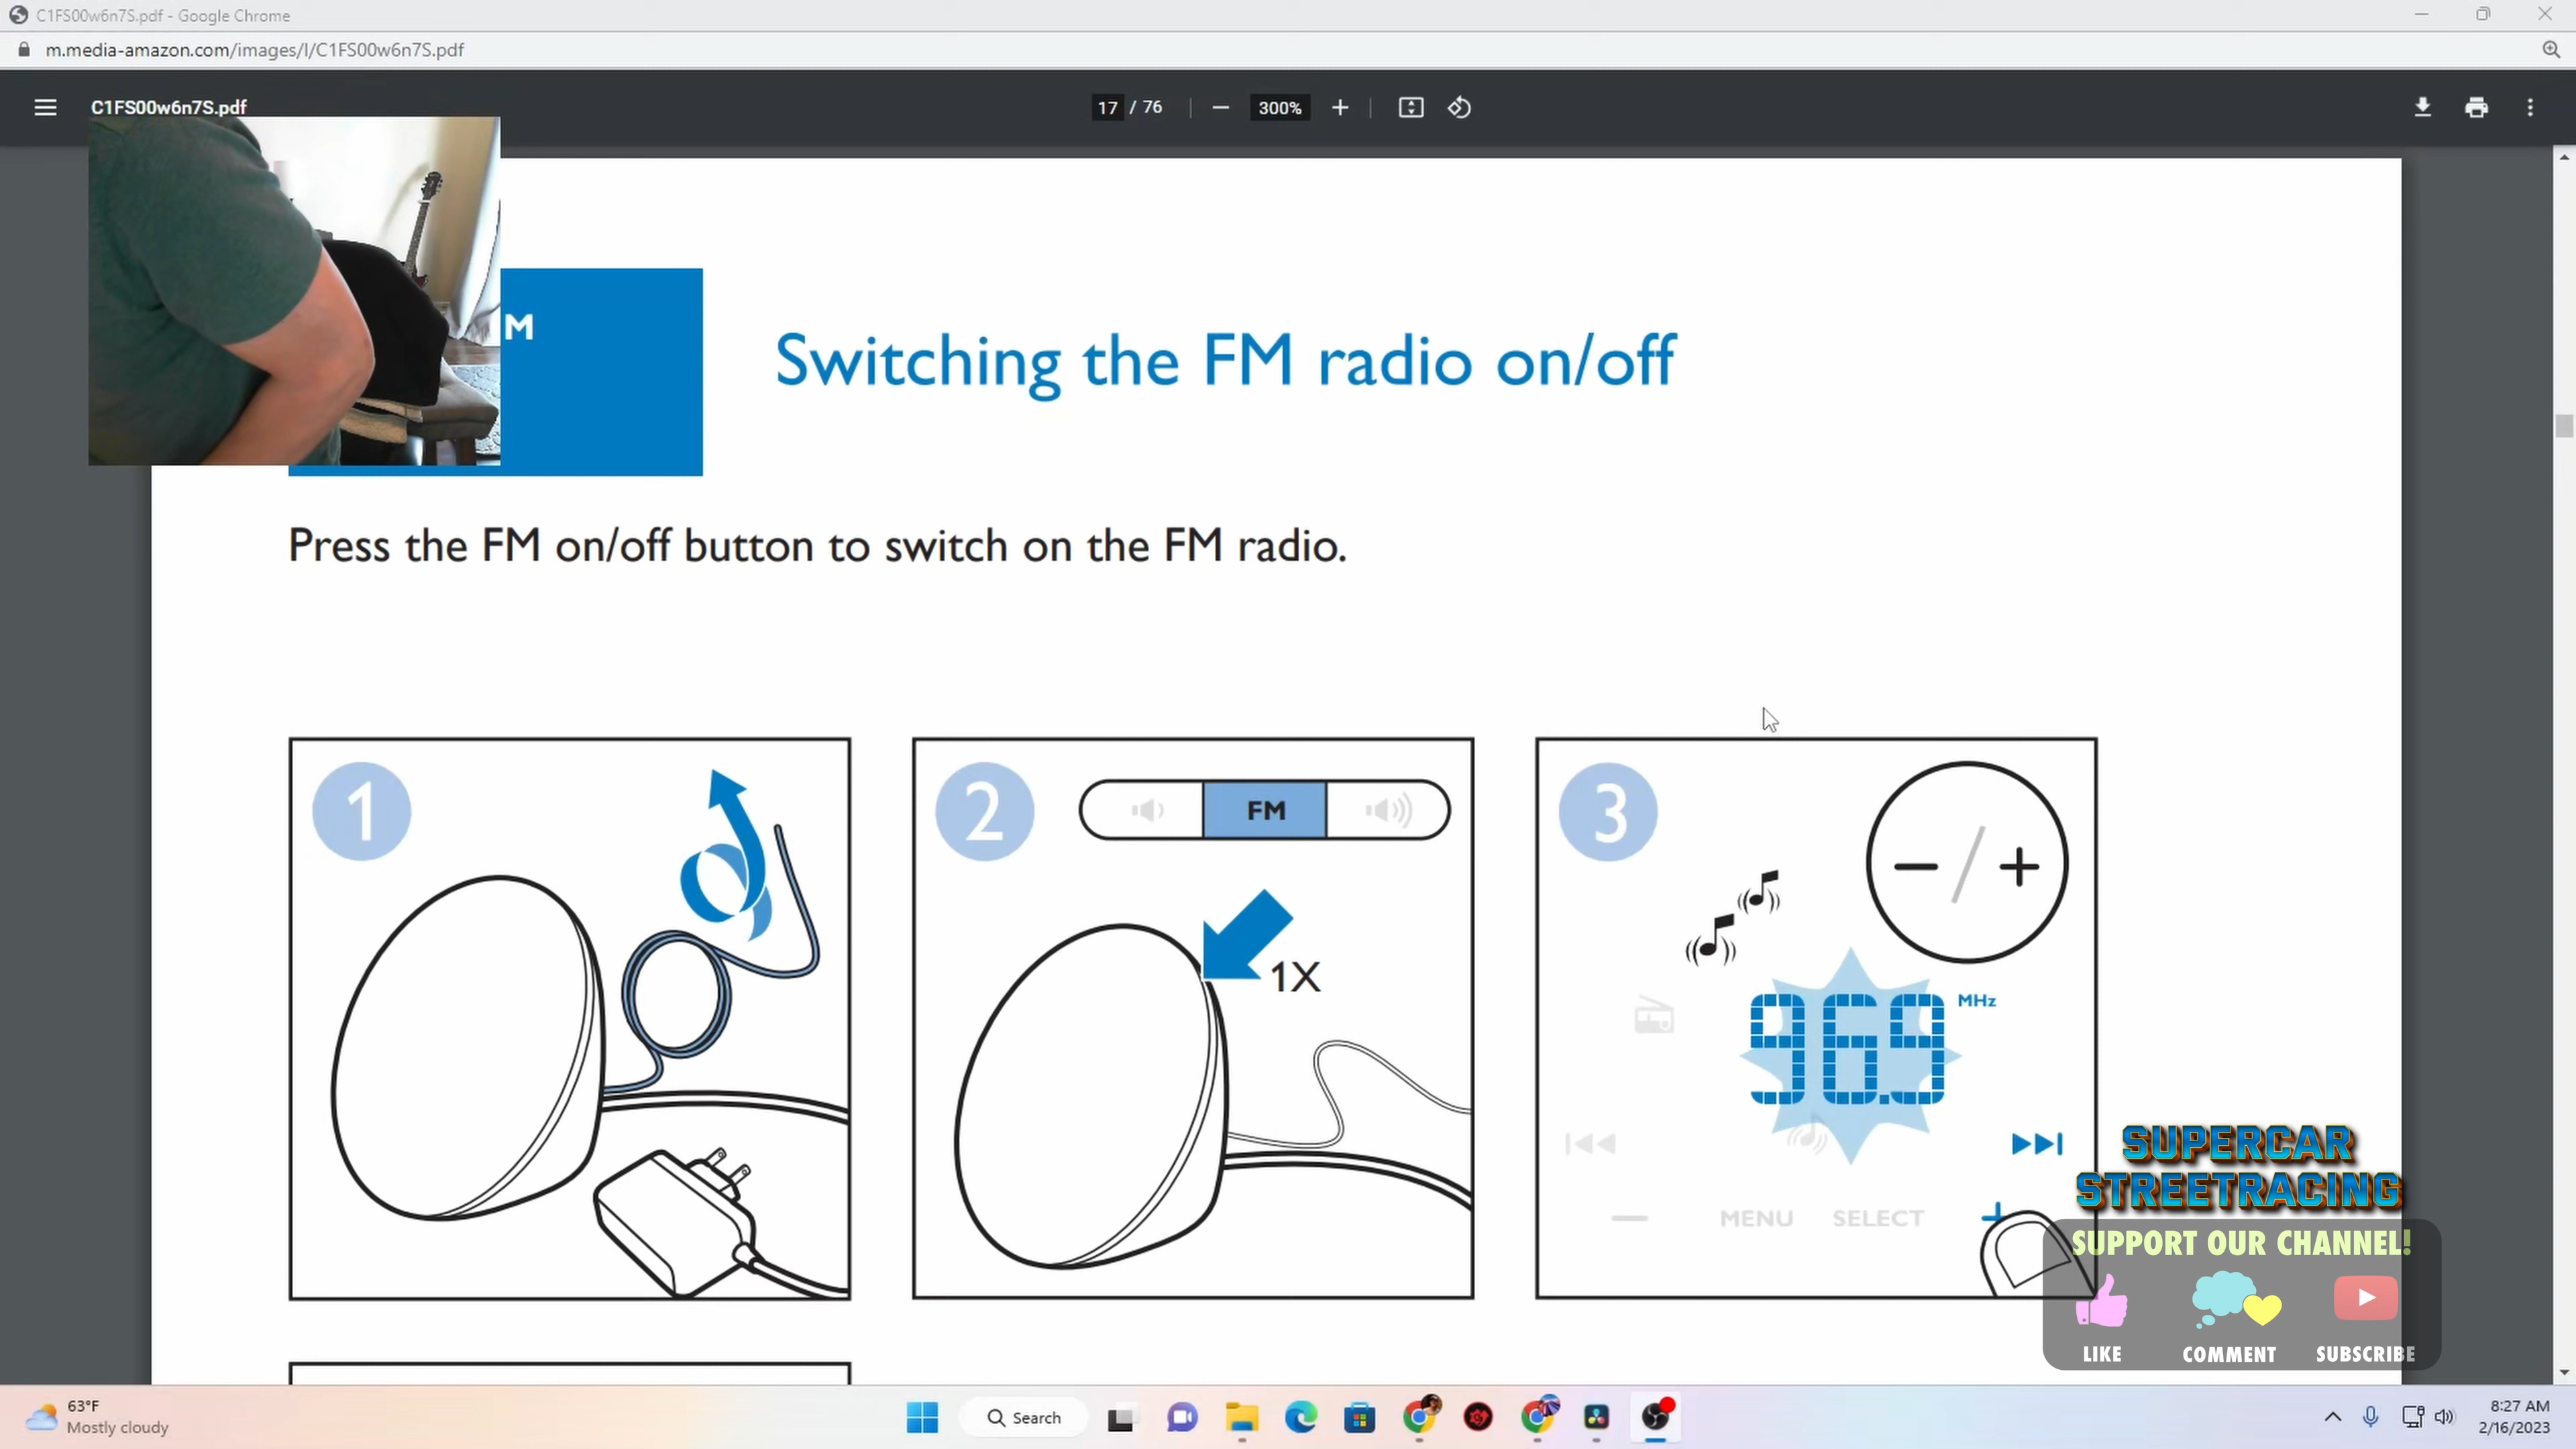 C1FS00w6n7S.pdf - Google Chrome
m.media-amazon.com/images/I/C1FS00w6n7S.pdf
C1FS00w6n7S.pdf
17 / 76
300%
M
Switching the FM radio on/off
Press the FM on/off button to switch on the FM radio.
1
2
FM
1X
3
− / +
96.9 MHz
MENU SELECT
SUPERCAR
STREETRACING
SUPPORT OUR CHANNEL!
LIKE COMMENT SUBSCRIBE
63°F
Mostly cloudy
Search
8:27 AM
2/16/2023